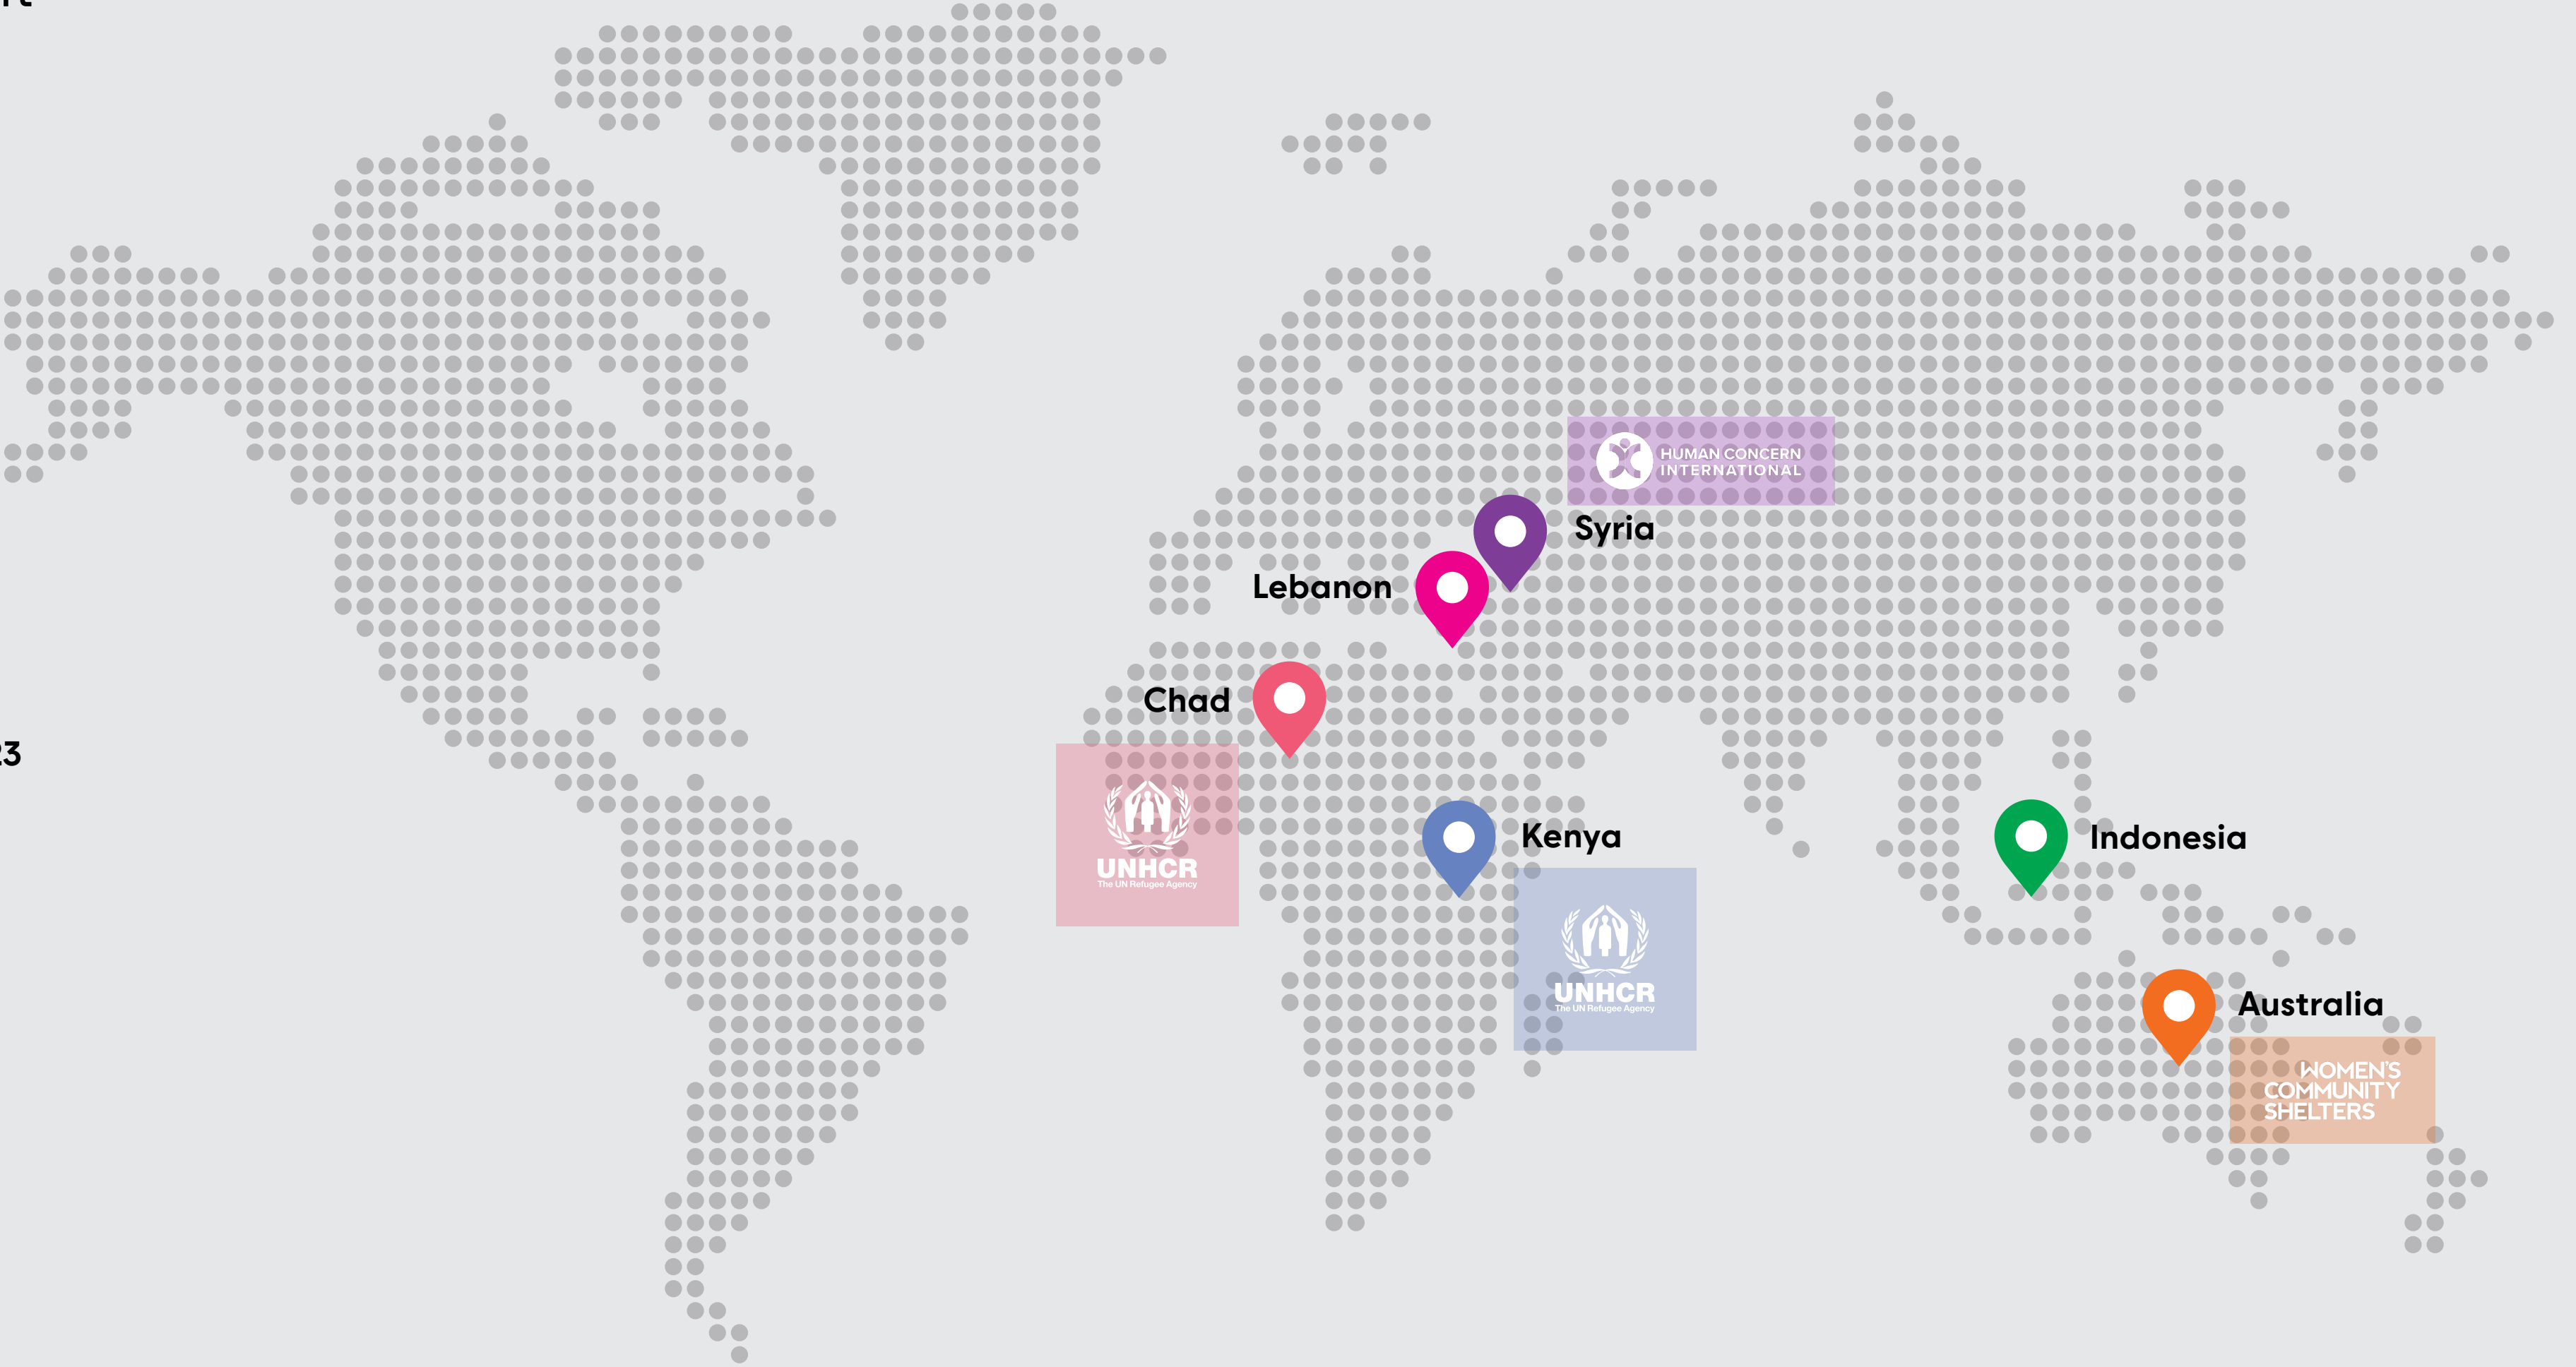 HUMAN CONCERN
INTERNATIONAL
Syria
Lebanon
Chad
23
UNHCR
The UN Refugee Agency
Kenya
UNHCR
The UN Refugee Agency
Indonesia
Australia
WOMEN'S
COMMUNITY
SHELTERS